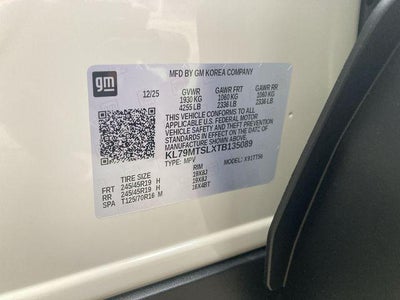 gm
MFD BY GM KOREA COMPANY
12/25 GVWR GAWR FRT GAWR RR
1930 KG 1060 KG 1060 KG
4255 LB 2336 LB 2336 LB
THIS VEHICLE CONFORMS TO ALL
APPLICABLE U.S. FEDERAL MOTOR
VEHICLE SAFETY AND THEFT PREVENTION
STANDARDS IN EFFECT ON THE DATE OF
MANUFACTURE SHOWN ABOVE.
KL79MTSLXTB135089
TYPE: MPV MODEL:
TIRE SIZE RIM
FRT 245/45R19 H 19X8J
RR 245/45R19 H 19X8J
SPA T125/70R16 M 16X4BT